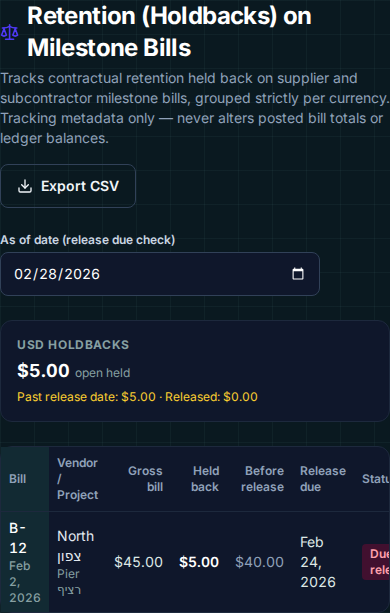 Retention (Holdbacks) on
Milestone Bills
Tracks contractual retention held back on supplier and
subcontractor milestone bills, grouped strictly per currency.
Tracking metadata only — never alters posted bill totals or
ledger balances.
Export CSV
As of date (release due check)
02/28/2026
USD HOLDBACKS
$5.00 open held
Past release date: $5.00 · Released: $0.00
Bill
Vendor
/
Project
Gross
bill
Held
back
Before
release
Release
due
B-
12
Feb
2,
2026
North
צפון
Pier
רציף
$45.00
$5.00
$40.00
Feb
24,
2026